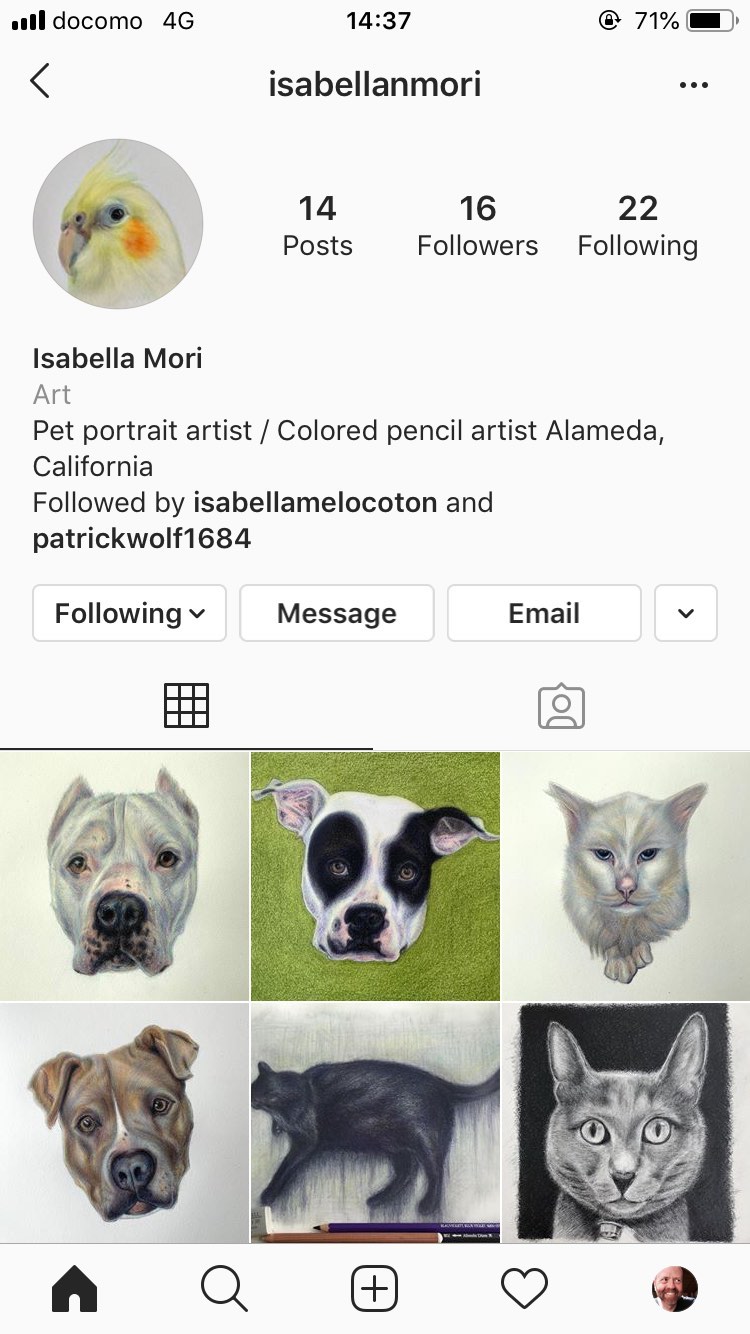 docomo 4G 14:37 71%
isabellanmori
14 16 22
Posts Followers Following
Isabella Mori
Art
Pet portrait artist / Colored pencil artist Alameda,
California
Followed by isabellamelocoton and
patrickwolf1684
Following Message Email